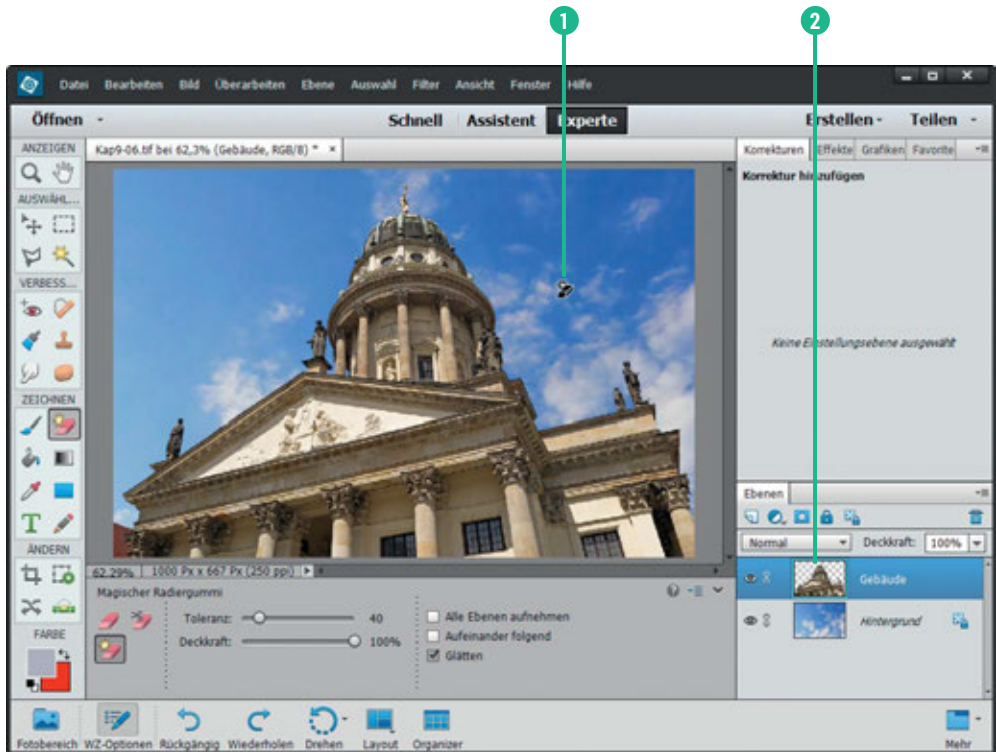 1 2
Datei Bearbeiten Bild Überarbeiten Ebene Auswahl Filter Ansicht Fenster Hilfe
Öffnen Schnell Assistent Experte Erstellen Teilen
ANZEIGEN
Kap9-06.tif bei 62,3% (Gebäude, RGB/8) * ×
Korrekturen Effekte Grafiken Favorite
Korrektur hinzufügen
AUSWÄHL...
VERBESS...
Keine Einstellungsebene ausgewählt
ZEICHNEN
Ebenen
T
Normal Deckkraft: 100%
ÄNDERN
62.29% 1000 Px x 667 Px (250 ppi)
Gebäude
Magischer Radiergummi
Toleranz: 40
Alle Ebenen aufnehmen
Hintergrund
Deckkraft: 100%
Aufeinander folgend
Glätten
FARBE
Fotobereich WZ-Optionen Rückgängig Wiederholen Drehen Layout Organizer Mehr